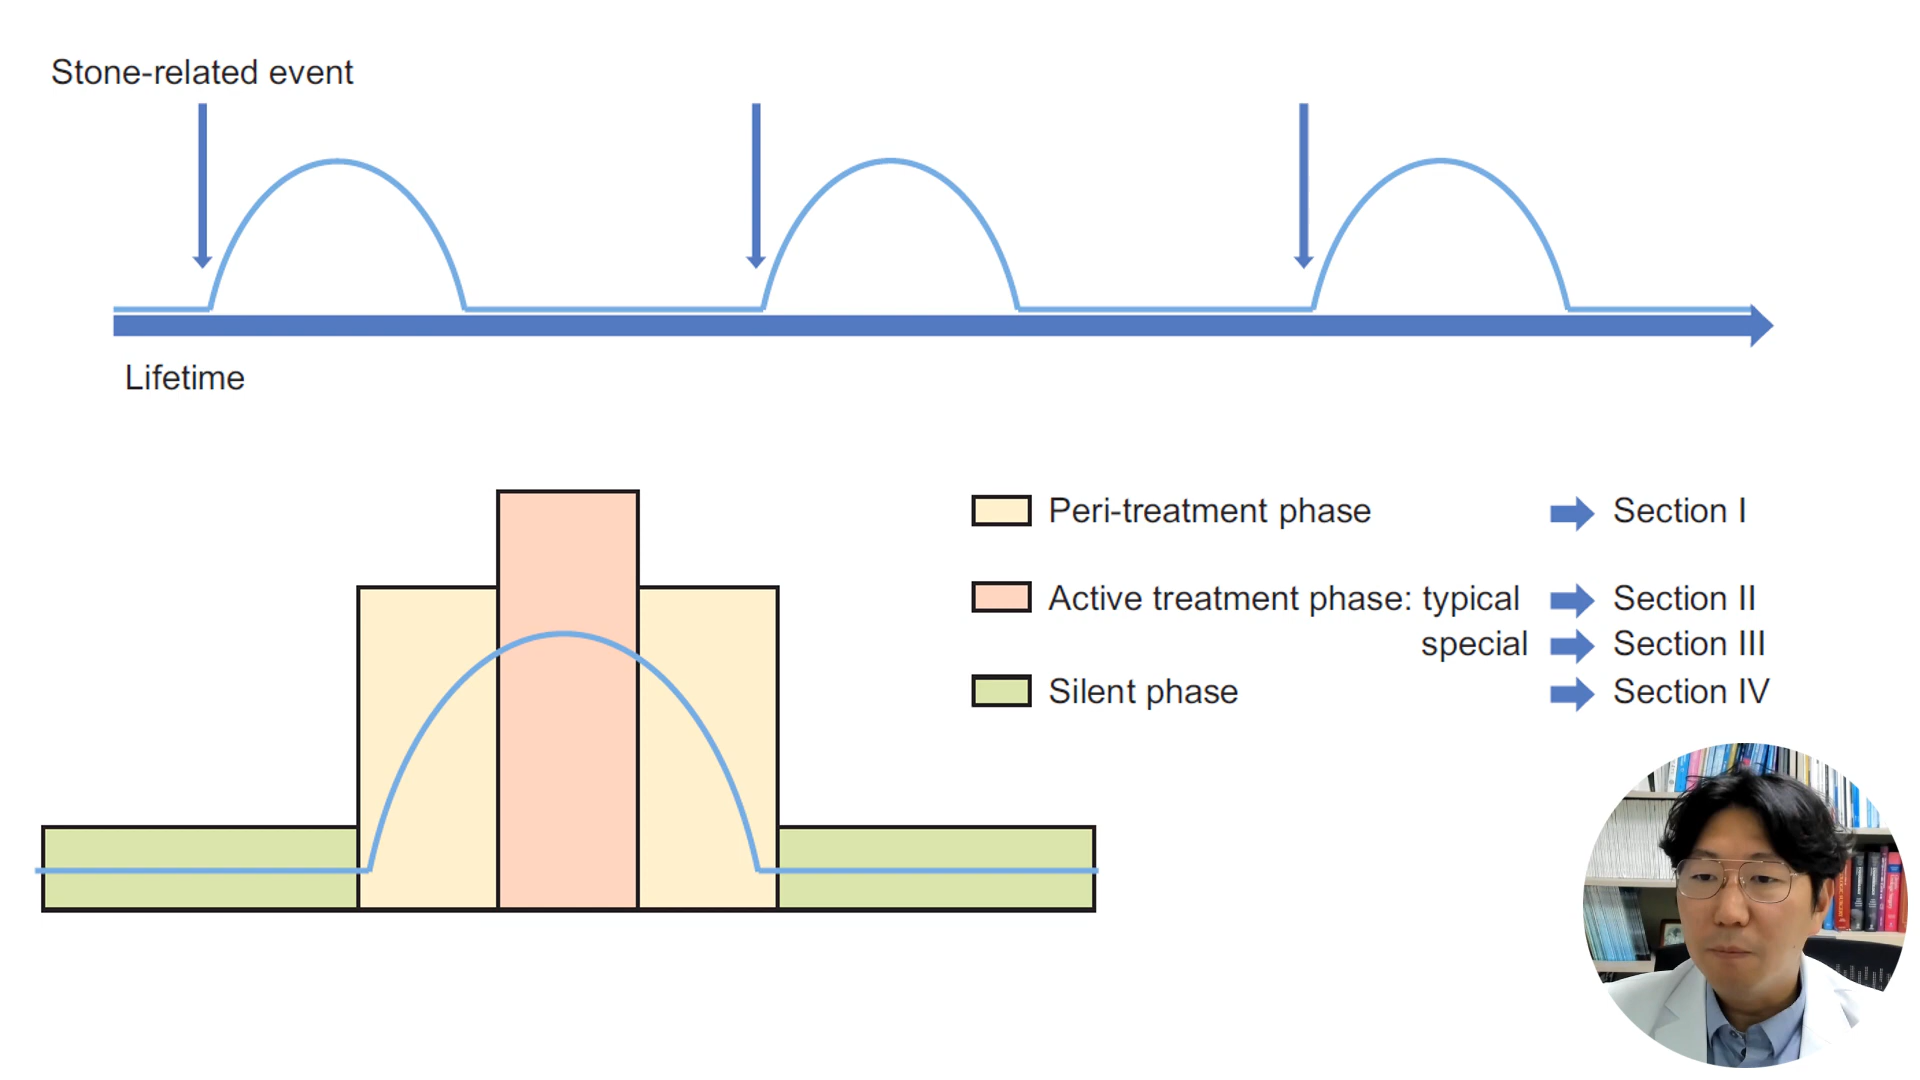 Stone-related event
Lifetime
Peri-treatment phase Section I
Active treatment phase: typical Section II
special Section III
Silent phase Section IV